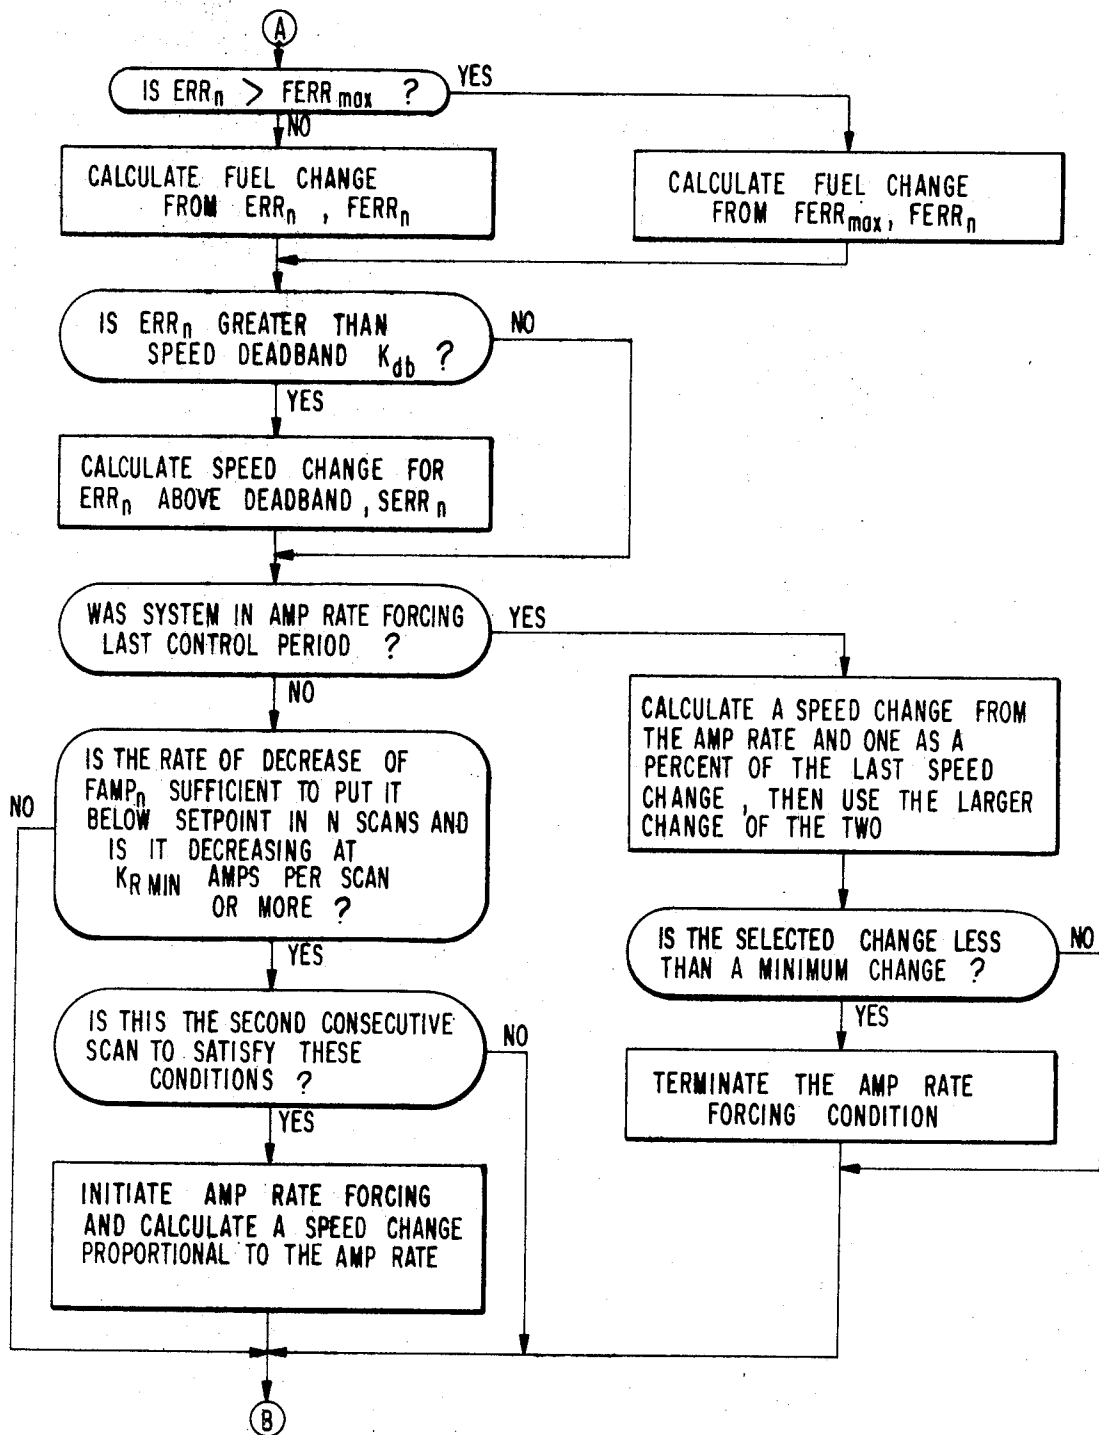 A
IS ERRn > FERRmax ?
YES
NO
CALCULATE FUEL CHANGE
FROM ERRn , FERRn
CALCULATE FUEL CHANGE
FROM FERRmax, FERRn
IS ERRn GREATER THAN
SPEED DEADBAND Kdb ?
NO
YES
CALCULATE SPEED CHANGE FOR
ERRn ABOVE DEADBAND , SERRn
WAS SYSTEM IN AMP RATE FORCING
LAST CONTROL PERIOD ?
YES
NO
CALCULATE A SPEED CHANGE FROM
THE AMP RATE AND ONE AS A
PERCENT OF THE LAST SPEED
CHANGE , THEN USE THE LARGER
CHANGE OF THE TWO
IS THE RATE OF DECREASE OF
FAMPn SUFFICIENT TO PUT IT
BELOW SETPOINT IN N SCANS AND
IS IT DECREASING AT
KR MIN AMPS PER SCAN
OR MORE ?
NO
YES
IS THE SELECTED CHANGE LESS
THAN A MINIMUM CHANGE ?
NO
YES
IS THIS THE SECOND CONSECUTIVE
SCAN TO SATISFY THESE
CONDITIONS ?
NO
YES
TERMINATE THE AMP RATE
FORCING CONDITION
INITIATE AMP RATE FORCING
AND CALCULATE A SPEED CHANGE
PROPORTIONAL TO THE AMP RATE
B